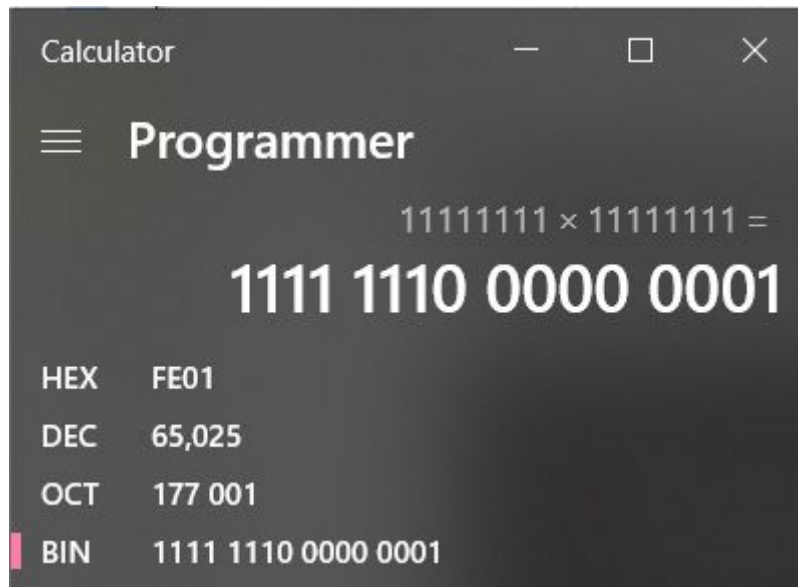 Calculator
Programmer
11111111 × 11111111 =
1111 1110 0000 0001
HEX FE01
DEC 65,025
OCT 177 001
BIN 1111 1110 0000 0001